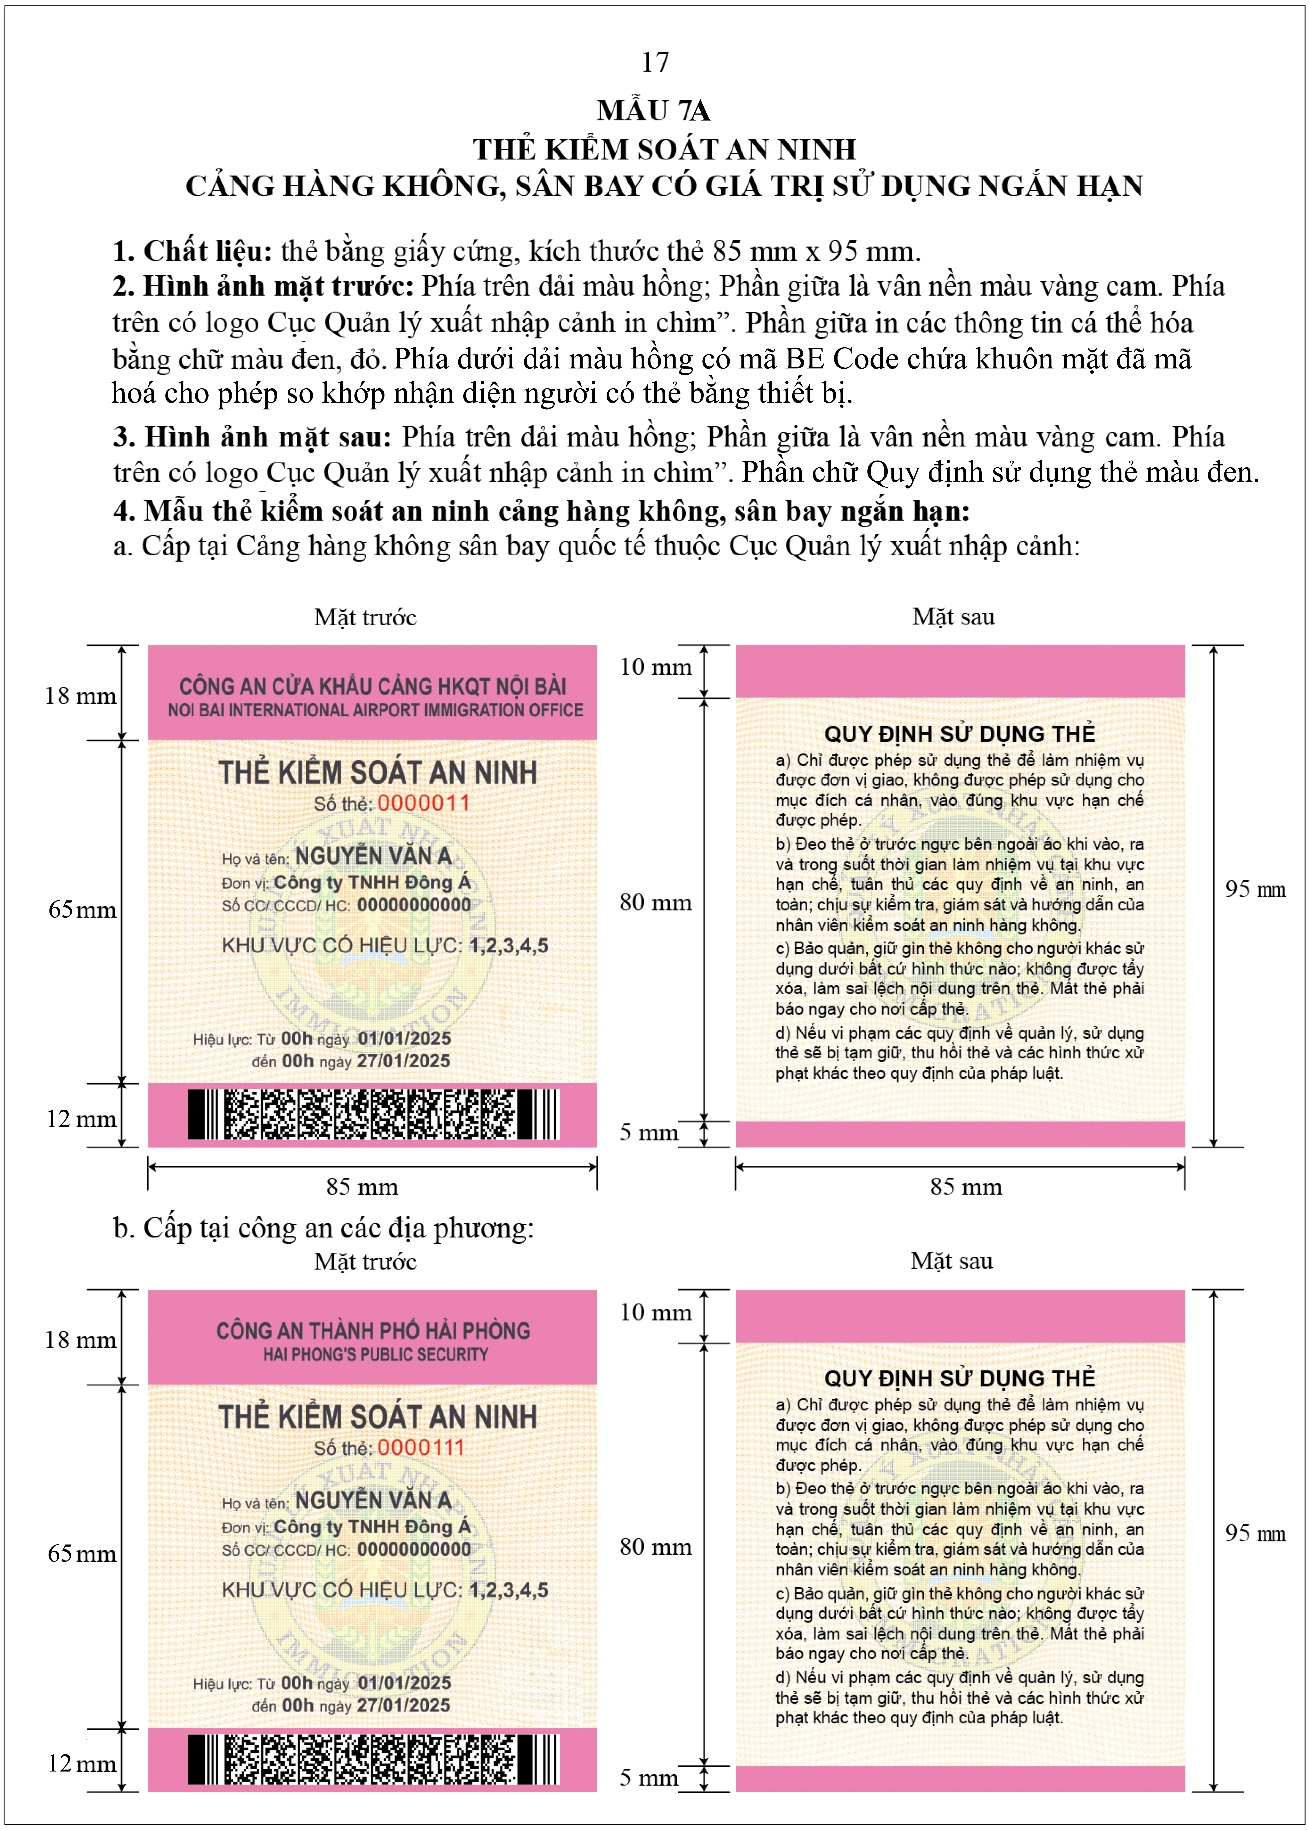 17
MẪU 7A
THẺ KIỂM SOÁT AN NINH
CẢNG HÀNG KHÔNG, SÂN BAY CÓ GIÁ TRỊ SỬ DỤNG NGẮN HẠN
1. Chất liệu: thẻ bằng giấy cứng, kích thước thẻ 85 mm x 95 mm.
2. Hình ảnh mặt trước: Phía trên dải màu hồng; Phần giữa là vân nền màu vàng cam. Phía
trên có logo Cục Quản lý xuất nhập cảnh in chìm”. Phần giữa in các thông tin cá thể hóa
bằng chữ màu đen, đỏ. Phía dưới dải màu hồng có mã BE Code chứa khuôn mặt đã mã
hoá cho phép so khớp nhận diện người có thẻ bằng thiết bị.
3. Hình ảnh mặt sau: Phía trên dải màu hồng; Phần giữa là vân nền màu vàng cam. Phía
trên có logo Cục Quản lý xuất nhập cảnh in chìm”. Phần chữ Quy định sử dụng thẻ màu đen.
4. Mẫu thẻ kiểm soát an ninh cảng hàng không, sân bay ngắn hạn:
a. Cấp tại Cảng hàng không sân bay quốc tế thuộc Cục Quản lý xuất nhập cảnh:
Mặt trước
18 mm
65 mm
12 mm
CÔNG AN CỬA KHẨU CẢNG HKQT NỘI BÀI
NOI BAI INTERNATIONAL AIRPORT IMMIGRATION OFFICE
THẺ KIỂM SOÁT AN NINH
Số thẻ: 0000011
Họ và tên: NGUYỄN VĂN A
Đơn vị: Công ty TNHH Đông Á
Số CC/ CCCD/ HC: 00000000000
KHU VỰC CÓ HIỆU LỰC: 1,2,3,4,5
IMMIGRATION
Hiệu lực: Từ 00h ngày 01/01/2025
đến 00h ngày 27/01/2025
85 mm
Mặt sau
10 mm
80 mm
5 mm
95 mm
QUY ĐỊNH SỬ DỤNG THẺ
a) Chỉ được phép sử dụng thẻ để làm nhiệm vụ
được đơn vị giao, không được phép sử dụng cho
mục đích cá nhân, vào đúng khu vực hạn chế
được phép.
b) Đeo thẻ ở trước ngực bên ngoài áo khi vào, ra
và trong suốt thời gian làm nhiệm vụ tại khu vực
hạn chế, tuân thủ các quy định về an ninh, an
toàn; chịu sự kiểm tra, giám sát và hướng dẫn của
nhân viên kiểm soát an ninh hàng không.
c) Bảo quản, giữ gìn thẻ không cho người khác sử
dụng dưới bất cứ hình thức nào; không được tẩy
xóa, làm sai lệch nội dung trên thẻ. Mất thẻ phải
báo ngay cho nơi cấp thẻ.
d) Nếu vi phạm các quy định về quản lý, sử dụng
thẻ sẽ bị tạm giữ, thu hồi thẻ và các hình thức xử
phạt khác theo quy định của pháp luật.
85 mm
b. Cấp tại công an các địa phương:
Mặt trước
18 mm
65 mm
12 mm
CÔNG AN THÀNH PHỐ HẢI PHÒNG
HAI PHONG'S PUBLIC SECURITY
THẺ KIỂM SOÁT AN NINH
Số thẻ: 0000111
Họ và tên: NGUYỄN VĂN A
Đơn vị: Công ty TNHH Đông Á
Số CC/ CCCD/ HC: 00000000000
KHU VỰC CÓ HIỆU LỰC: 1,2,3,4,5
IMMIGRATION
Hiệu lực: Từ 00h ngày 01/01/2025
đến 00h ngày 27/01/2025
Mặt sau
10 mm
80 mm
5 mm
95 mm
QUY ĐỊNH SỬ DỤNG THẺ
a) Chỉ được phép sử dụng thẻ để làm nhiệm vụ
được đơn vị giao, không được phép sử dụng cho
mục đích cá nhân, vào đúng khu vực hạn chế
được phép.
b) Đeo thẻ ở trước ngực bên ngoài áo khi vào, ra
và trong suốt thời gian làm nhiệm vụ tại khu vực
hạn chế, tuân thủ các quy định về an ninh, an
toàn; chịu sự kiểm tra, giám sát và hướng dẫn của
nhân viên kiểm soát an ninh hàng không.
c) Bảo quản, giữ gìn thẻ không cho người khác sử
dụng dưới bất cứ hình thức nào; không được tẩy
xóa, làm sai lệch nội dung trên thẻ. Mất thẻ phải
báo ngay cho nơi cấp thẻ.
d) Nếu vi phạm các quy định về quản lý, sử dụng
thẻ sẽ bị tạm giữ, thu hồi thẻ và các hình thức xử
phạt khác theo quy định của pháp luật.